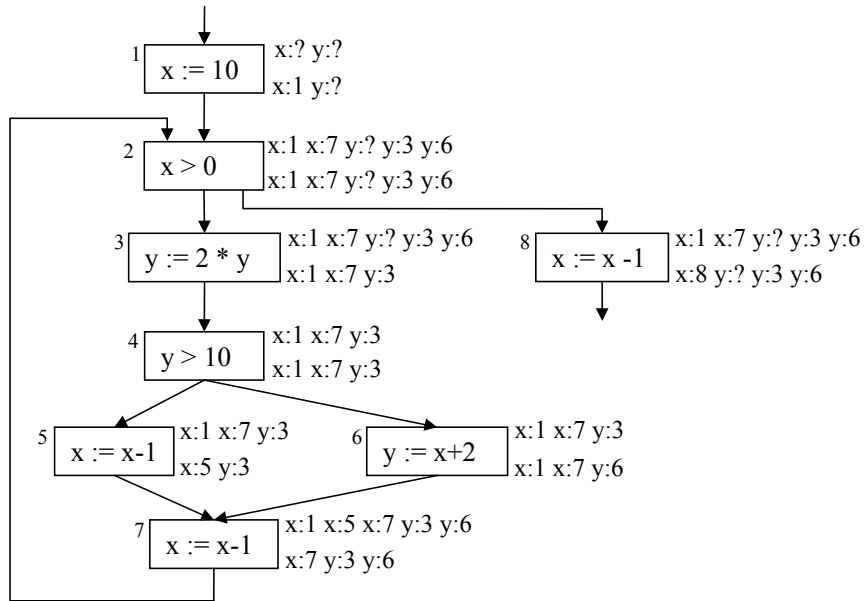 1
x := 10
x:? y:?
x:1 y:?
2
x > 0
x:1 x:7 y:? y:3 y:6
x:1 x:7 y:? y:3 y:6
3
y := 2 * y
x:1 x:7 y:? y:3 y:6
x:1 x:7 y:3
8
x := x -1
x:1 x:7 y:? y:3 y:6
x:8 y:? y:3 y:6
4
y > 10
x:1 x:7 y:3
x:1 x:7 y:3
5
x := x-1
x:1 x:7 y:3
x:5 y:3
6
y := x+2
x:1 x:7 y:3
x:1 x:7 y:6
7
x := x-1
x:1 x:5 x:7 y:3 y:6
x:7 y:3 y:6